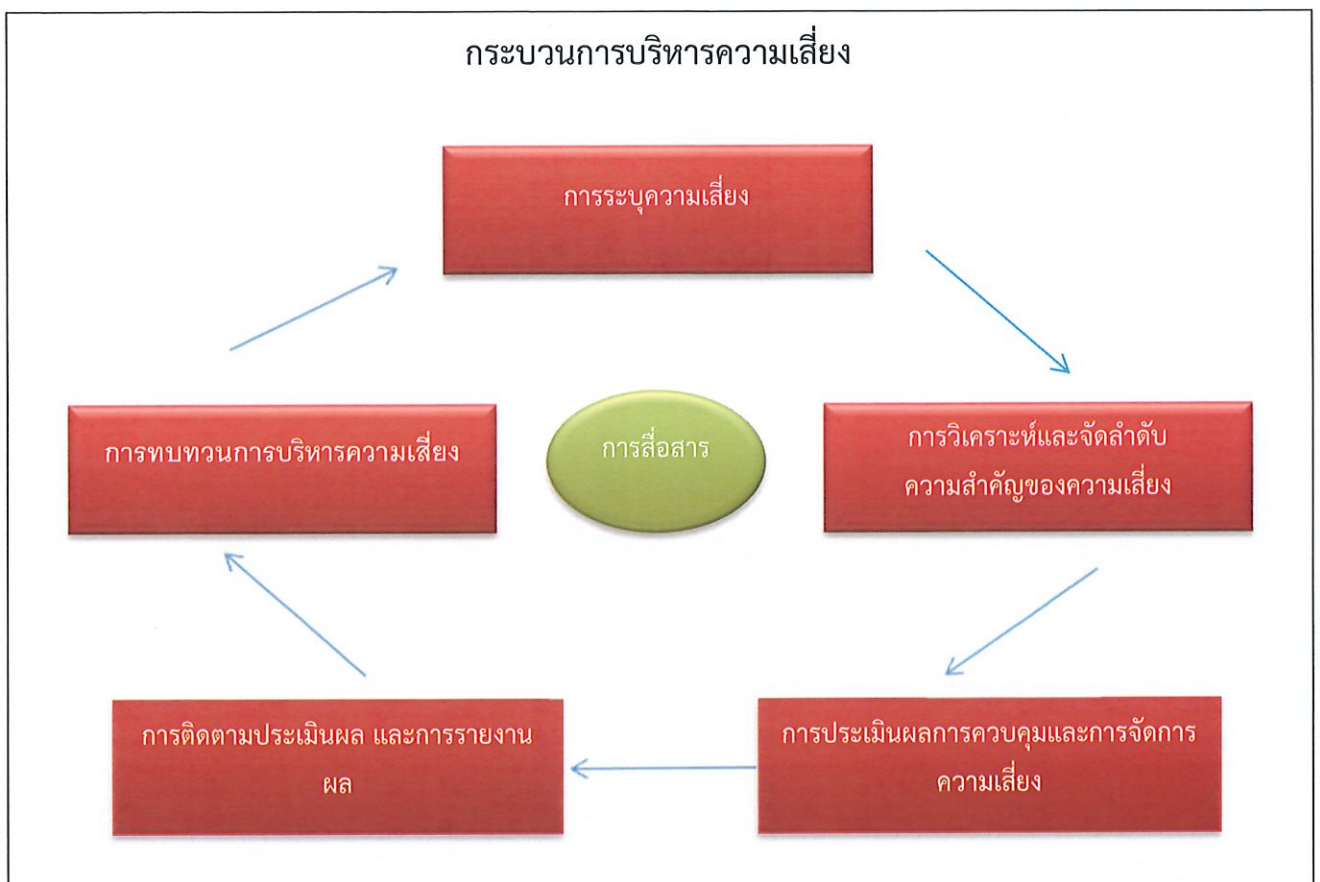 กระบวนการบริหารความเสี่ยง
การระบุความเสี่ยง
การวิเคราะห์และจัดลำดับ
ความสำคัญของความเสี่ยง
การประเมินผลการควบคุมและการจัดการ
ความเสี่ยง
การติดตามประเมินผล และการรายงาน
ผล
การทบทวนการบริหารความเสี่ยง
การสื่อสาร